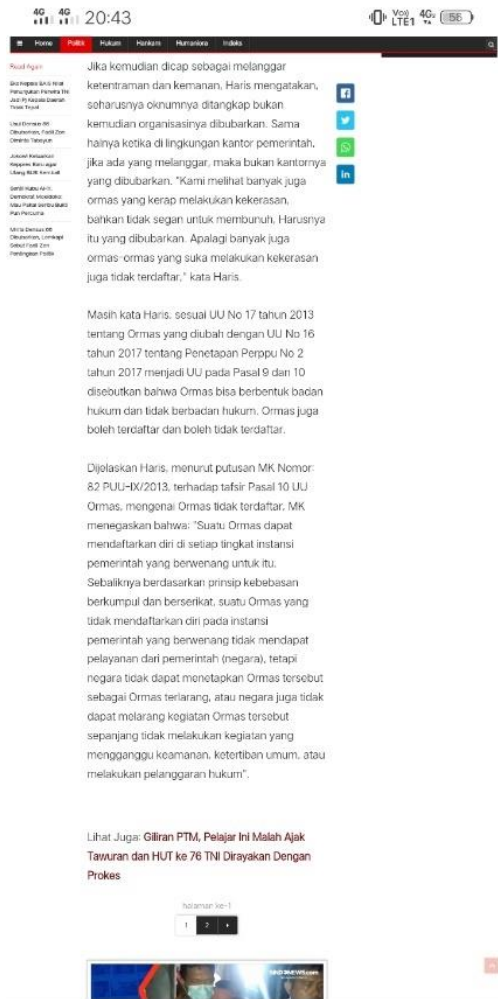 4G 4G 20:43
Vo)) LTE1 4G 56
Home Politik Hukum Hankam Humaniora Indeks
Read Again
Jika kemudian dicap sebagai melanggar
ketentraman dan kemanan, Haris mengatakan,
seharusnya oknumnya ditangkap bukan
kemudian organisasinya dibubarkan. Sama
halnya ketika di lingkungan kantor pemerintah,
jika ada yang melanggar, maka bukan kantornya
yang dibubarkan. "Kami melihat banyak juga
ormas yang kerap melakukan kekerasan,
bahkan tidak segan untuk membunuh, Harusnya
itu yang dibubarkan. Apalagi banyak juga
ormas-ormas yang suka melakukan kekerasan
juga tidak terdaftar," kata Haris.
Masih kata Haris, sesuai UU No 17 tahun 2013
tentang Ormas yang diubah dengan UU No 16
tahun 2017 tentang Penetapan Perppu No 2
tahun 2017 menjadi UU pada Pasal 9 dan 10
disebutkan bahwa Ormas bisa berbentuk badan
hukum dan tidak berbadan hukum. Ormas juga
boleh terdaftar dan boleh tidak terdaftar.
Dijelaskan Haris, menurut putusan MK Nomor:
82 PUU-IX/2013, terhadap tafsir Pasal 10 UU
Ormas, mengenai Ormas tidak terdaftar, MK
menegaskan bahwa: "Suatu Ormas dapat
mendaftarkan diri di setiap tingkat instansi
pemerintah yang berwenang untuk itu.
Sebaliknya berdasarkan prinsip kebebasan
berkumpul dan berserikat, suatu Ormas yang
tidak mendaftarkan diri pada instansi
pemerintah yang berwenang tidak mendapat
pelayanan dari pemerintah (negara), tetapi
negara tidak dapat menetapkan Ormas tersebut
sebagai Ormas terlarang, atau negara juga tidak
dapat melarang kegiatan Ormas tersebut
sepanjang tidak melakukan kegiatan yang
mengganggu keamanan, ketertiban umum, atau
melakukan pelanggaran hukum".
Lihat Juga: Giliran PTM, Pelajar Ini Malah Ajak
Tawuran dan HUT ke 76 TNI Dirayakan Dengan
Prokes
halaman ke-1
1 2